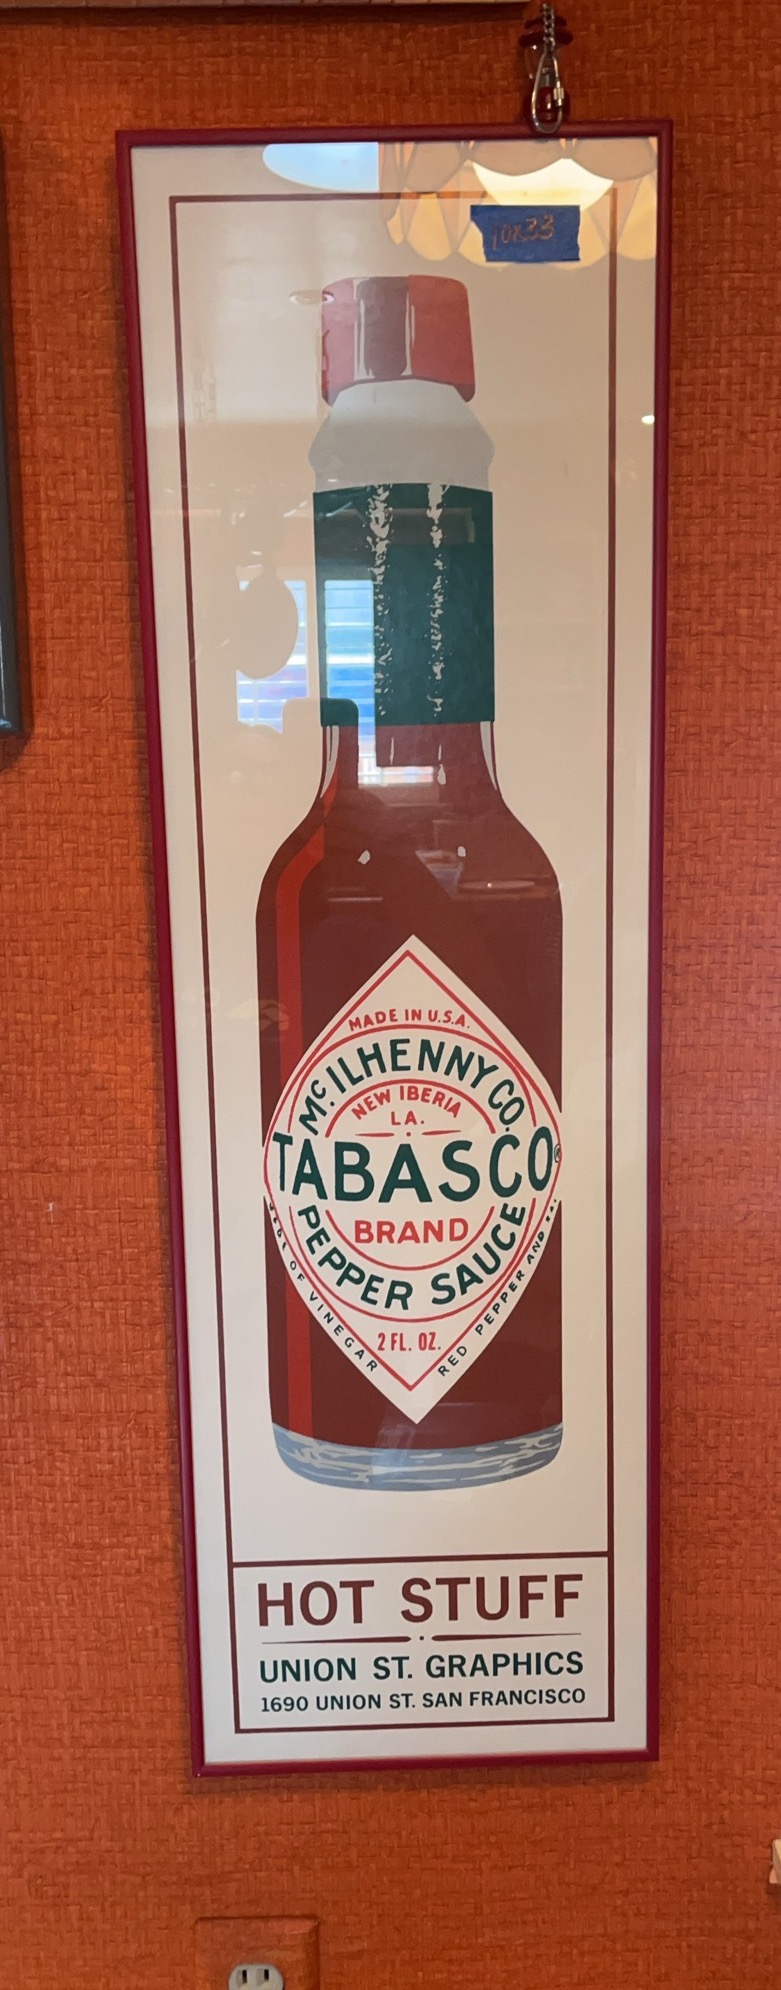 10833
MADE IN U.S.A.
McILHENNY CO.
NEW IBERIA
LA.
TABASCO®
BRAND
PEPPER SAUCE
OF VINEGAR
RED PEPPER AND
2 FL. OZ.
HOT STUFF
UNION ST. GRAPHICS
1690 UNION ST. SAN FRANCISCO